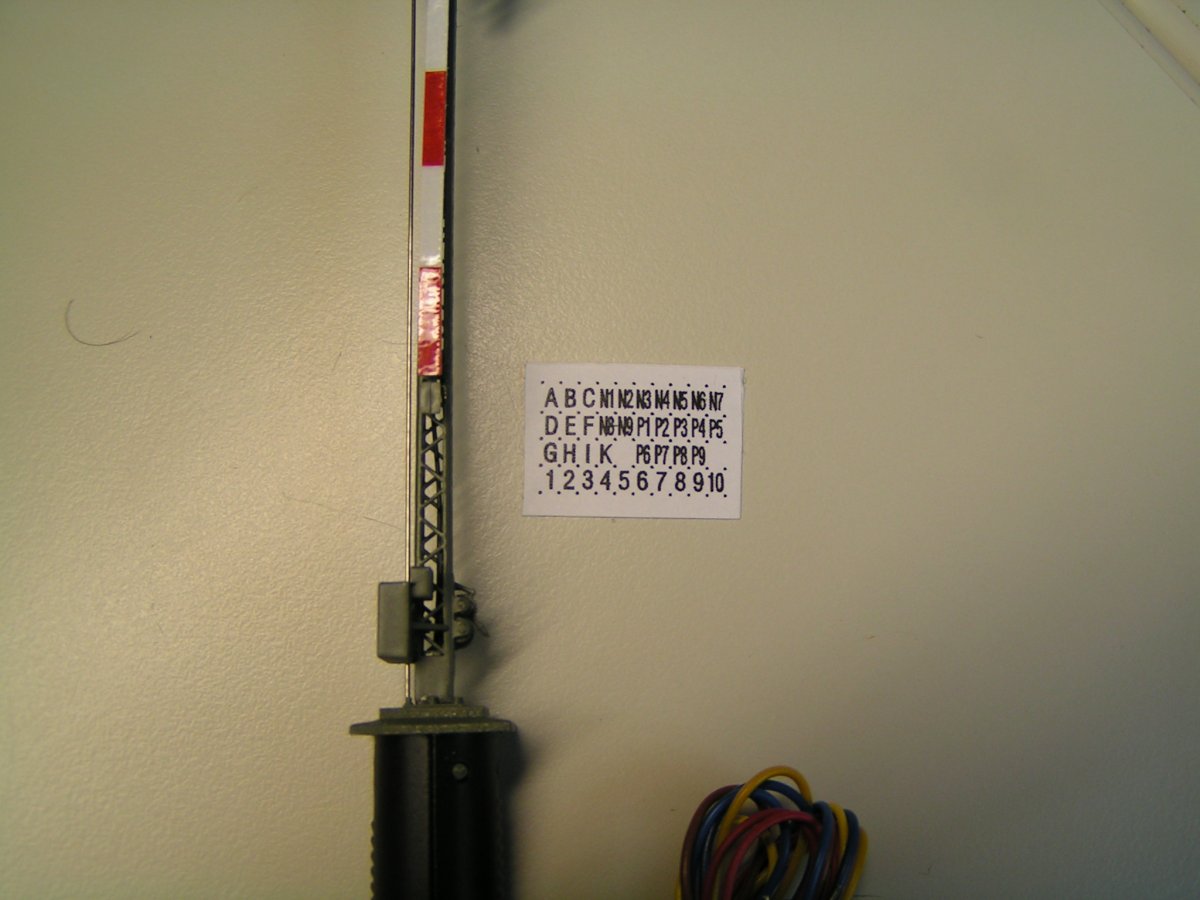 A B C N1 N2 N3 N4 N5 N6 N7
D E F N8 N9 P1 P2 P3 P4 P5
G H I K P6 P7 P8 P9
1 2 3 4 5 6 7 8 9 10